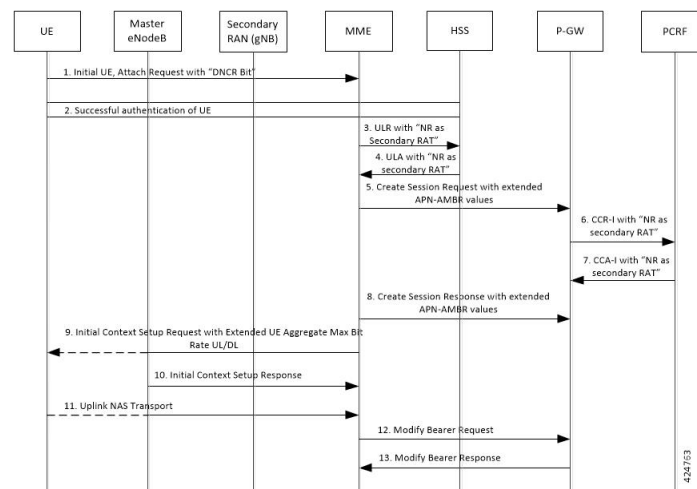 UE
Master
eNodeB
Secondary
RAN (gNB)
MME
HSS
P-GW
PCRF
1. Initial UE, Attach Request with “DNCR Bit”
2. Successful authentication of UE
3. ULR with “NR as
Secondary RAT”
4. ULA with “NR as
secondary RAT”
5. Create Session Request with extended
APN-AMBR values
6. CCR-I with “NR as
secondary RAT”
7. CCA-I with “NR as
secondary RAT”
8. Create Session Response with extended
APN-AMBR values
9. Initial Context Setup Request with Extended UE Aggregate Max Bit
Rate UL/DL
10. Initial Context Setup Response
11. Uplink NAS Transport
12. Modify Bearer Request
13. Modify Bearer Response
424763